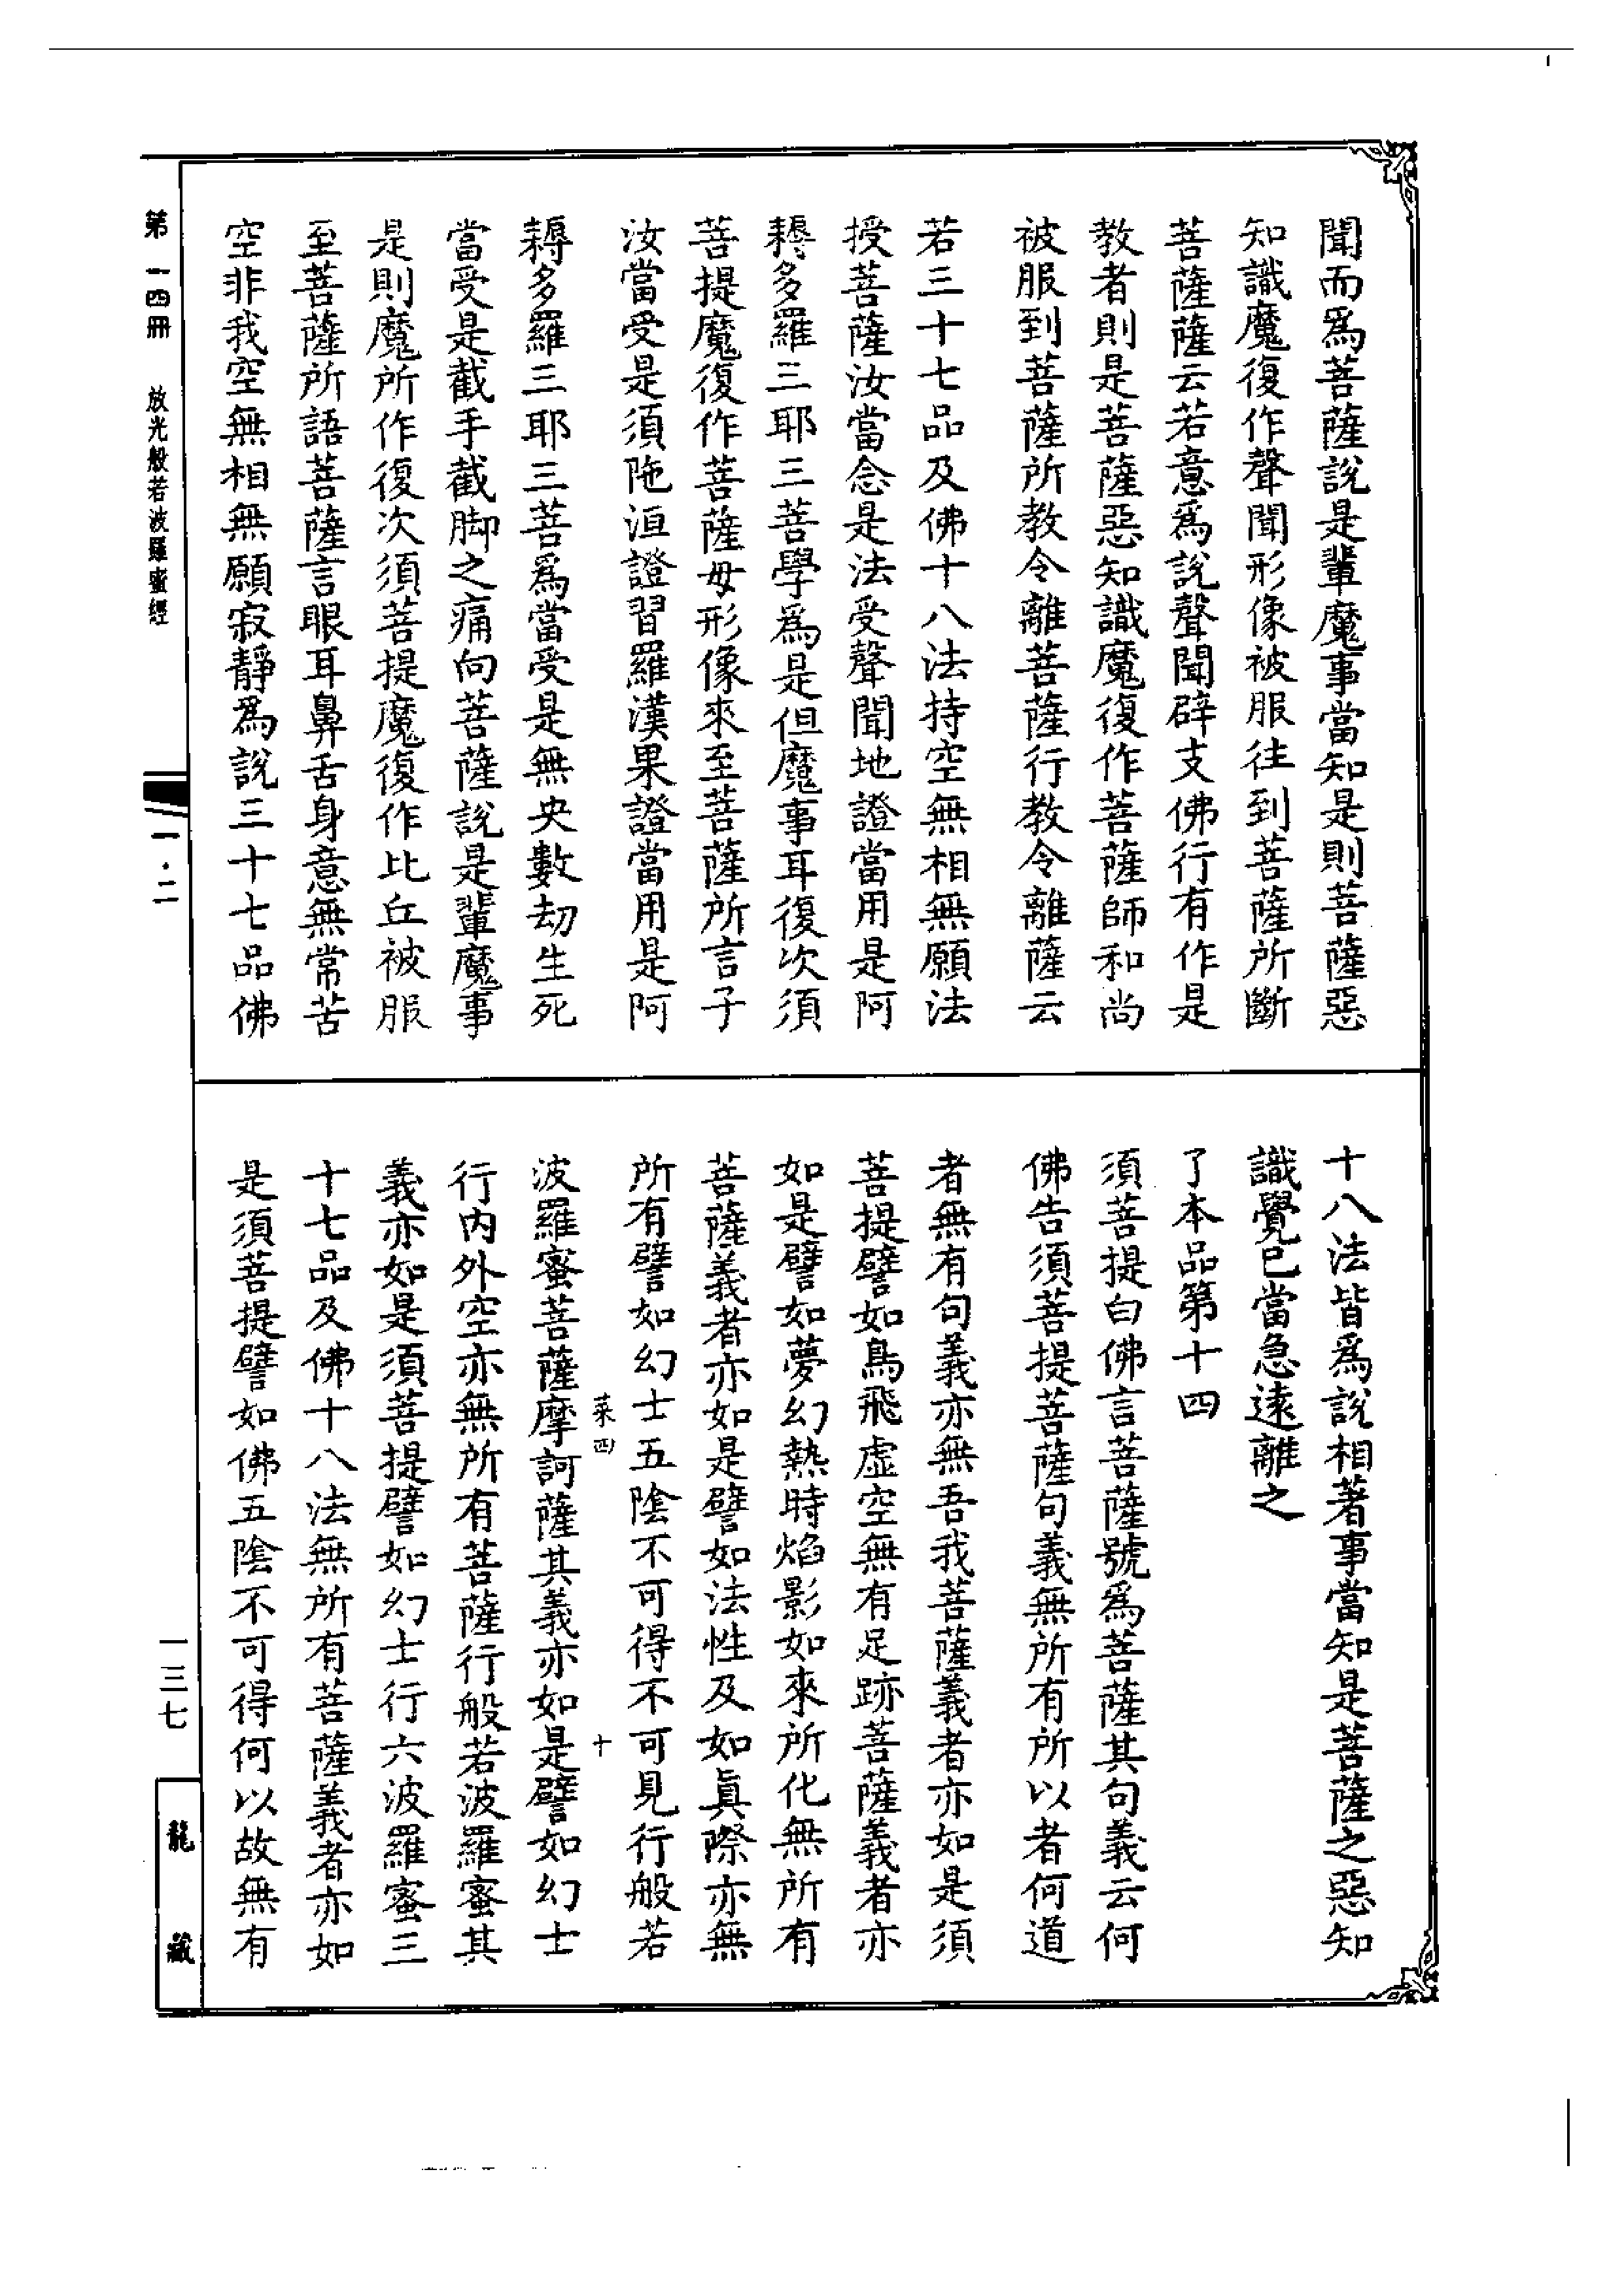 聞而爲菩薩說是輩魔事當知是則菩薩惡
知識魔復作聲聞形像被服往到菩薩所斷
菩薩薩云若意爲說聲聞辟支佛行有作是
教者則是菩薩惡知識魔復作菩薩師和尚
被服到菩薩所教令離菩薩行教令離薩云
若三十七品及佛十八法持空無相無願法
授菩薩汝當念是法受聲聞地證當用是阿
耨多羅三耶三菩學爲是但魔事耳復次須
菩提魔復作菩薩母形像來至菩薩所言子
汝當受是須陁洹證習羅漢果證當用是阿
耨多羅三耶三菩爲當受是無央數劫生死
當受是截手截脚之痛向菩薩說是輩魔事
是則魔所作復次須菩提魔復作比丘被服
至菩薩所語菩薩言眼耳鼻舌身意無常苦
空非我空無相無願寂靜爲說三十七品佛
十八法皆爲說相著事當知是菩薩之惡知
識覺已當急遠離之
了本品第十四
須菩提白佛言菩薩號爲菩薩其句義云何
佛告須菩提菩薩句義無所有所以者何道
者無有句義亦無吾我菩薩義者亦如是須
菩提譬如鳥飛虛空無有足跡菩薩義者亦
如是譬如夢幻熱時焰影如來所化無所有
菩薩義者亦如是譬如法性及如眞際亦無
所有譬如幻士五陰不可得不可見行般若
菜四 十
波羅蜜菩薩摩訶薩其義亦如是譬如幻士
行內外空亦無所有菩薩行般若波羅蜜其
義亦如是須菩提譬如幻士行六波羅蜜三
十七品及佛十八法無所有菩薩義者亦如
是須菩提譬如佛五陰不可得何以故無有
第一四冊 放光般若波羅蜜經
一·二
一三七
龍藏